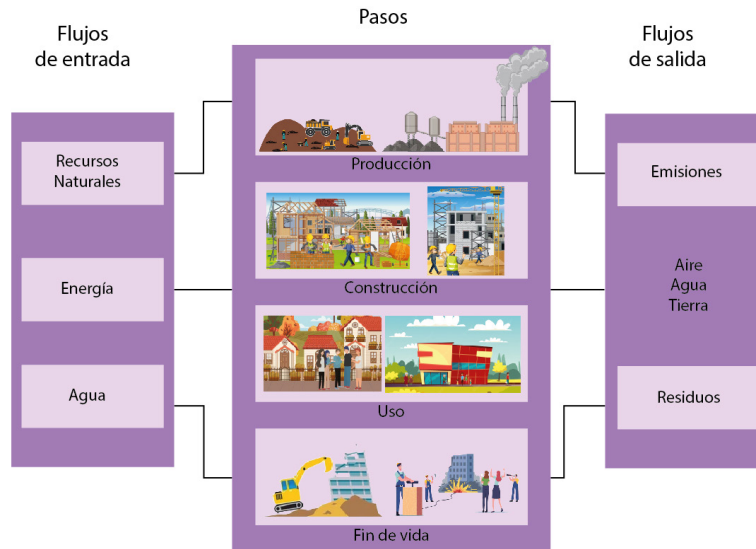 Flujos
de entrada
Pasos
Flujos
de salida
Recursos
Naturales
Energía
Agua
Producción
Construcción
Uso
Fin de vida
Emisiones
Aire
Agua
Tierra
Residuos